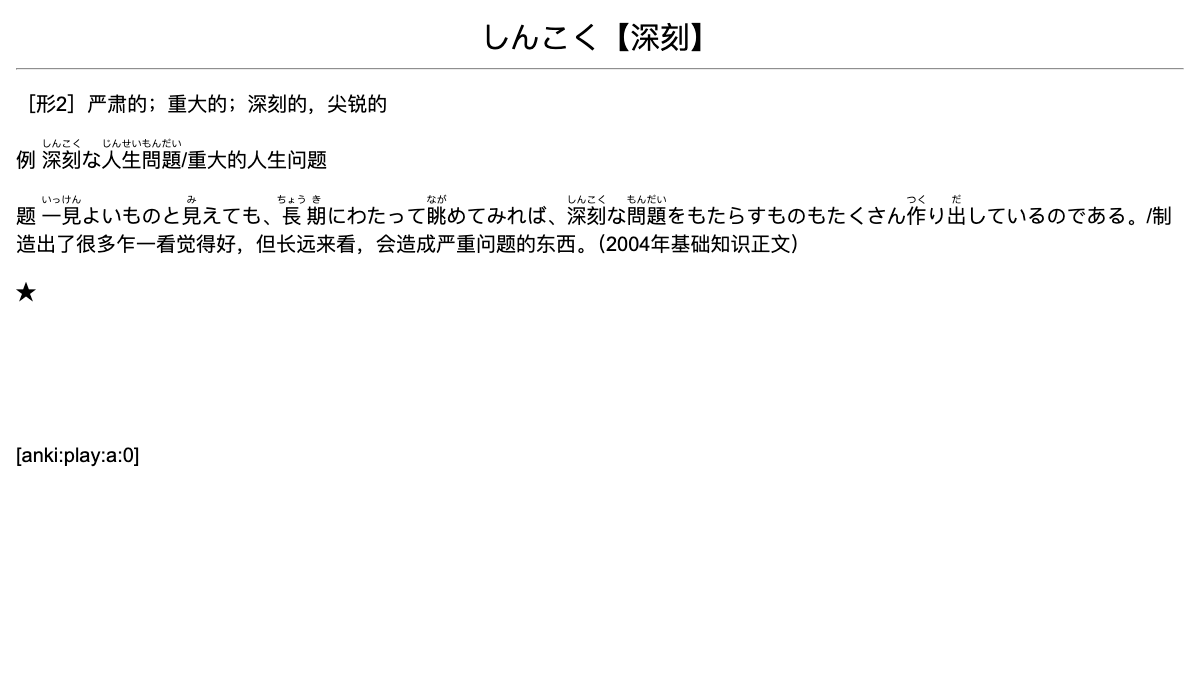 しんこく【深刻】
［形2］严肃的；重大的；深刻的，尖锐的
しんこく じんせいもんだい
例 深刻な人生問題/重大的人生问题
いっけん み ちょう き なが しんこく もんだい つく だ
题 一見よいものと見えても、長期にわたって眺めてみれば、深刻な問題をもたらすものもたくさん作り出しているのである。/制
造出了很多乍一看觉得好，但长远来看，会造成严重问题的东西。（2004年基础知识正文）
★
[anki:play:a:0]